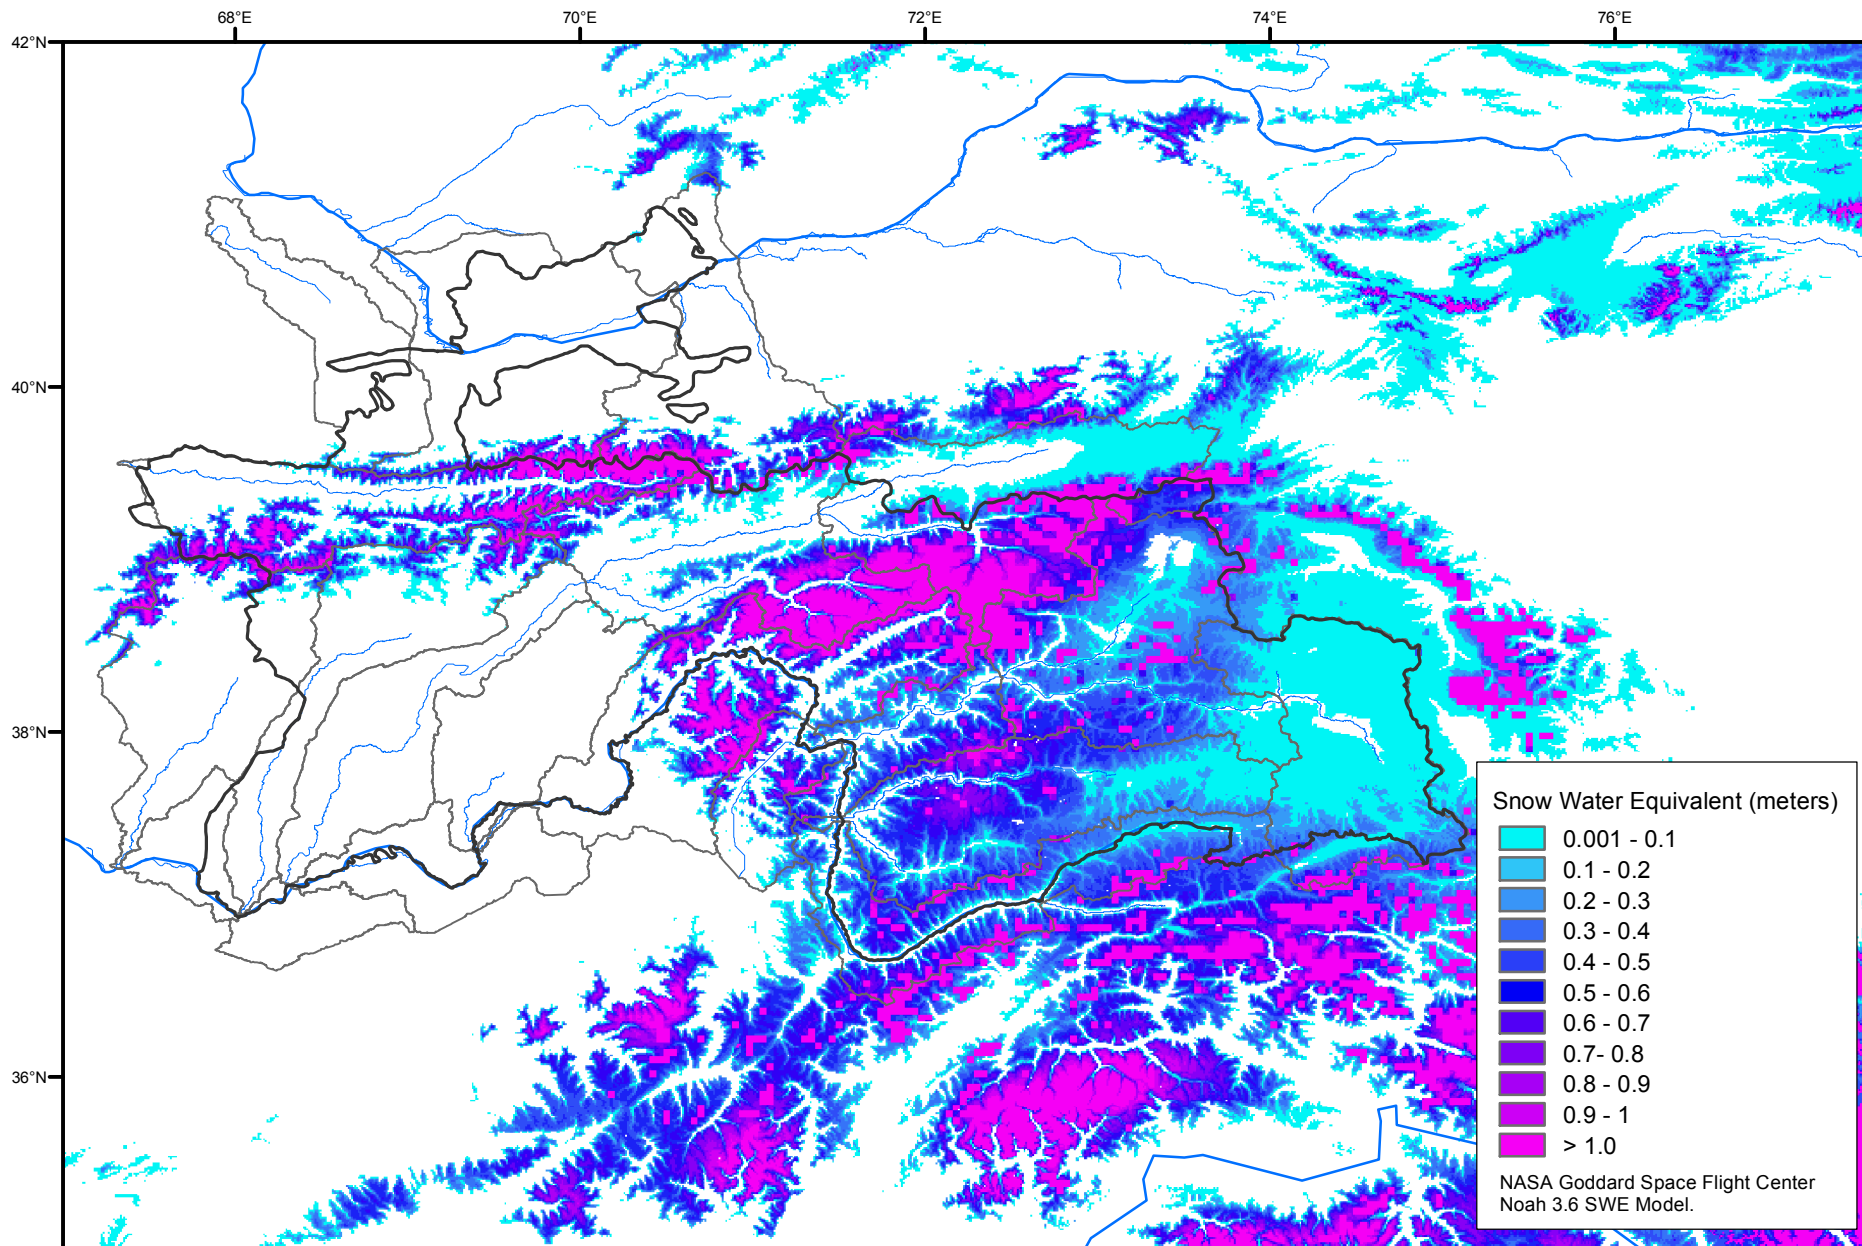 68°E 70°E 72°E 74°E 76°E
42°N
40°N
38°N
36°N
Snow Water Equivalent (meters)
0.001 - 0.1
0.1 - 0.2
0.2 - 0.3
0.3 - 0.4
0.4 - 0.5
0.5 - 0.6
0.6 - 0.7
0.7- 0.8
0.8 - 0.9
0.9 - 1
> 1.0
NASA Goddard Space Flight Center
Noah 3.6 SWE Model.